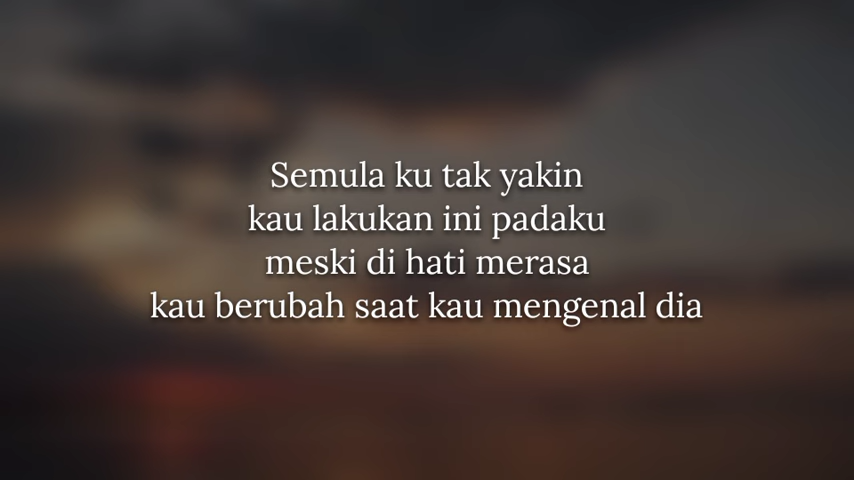 Semula ku tak yakin
kau lakukan ini padaku
meski di hati merasa
kau berubah saat kau mengenal dia